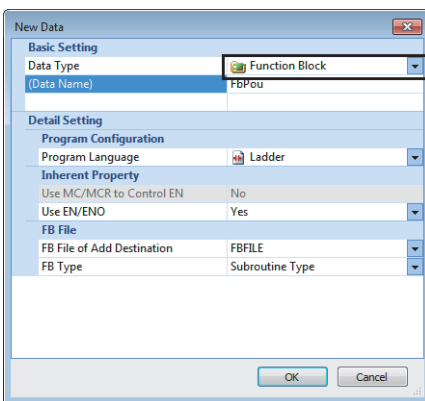 New Data
Basic Setting
Data Type Function Block
(Data Name) FbPou
Detail Setting
Program Configuration
Program Language Ladder
Inherent Property
Use MC/MCR to Control EN No
Use EN/ENO Yes
FB File
FB File of Add Destination FBFILE
FB Type Subroutine Type
OK Cancel